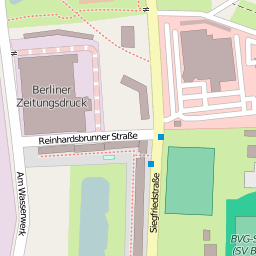 Berliner
Zeitungsdruck
Reinhardsbrunner Straße
Am Wasserwerk
Siegfriedstraße
BVG-S
(SV B